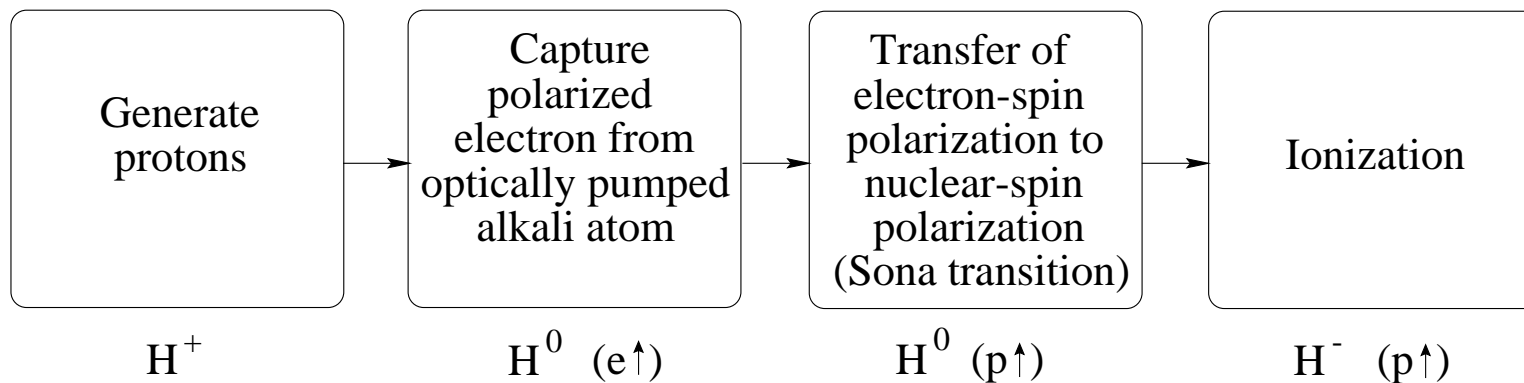 Generate
protons
Capture
polarized
electron from
optically pumped
alkali atom
Transfer of
electron-spin
polarization to
nuclear-spin
polarization
(Sona transition)
Ionization
H⁺
H⁰ (e↑)
H⁰ (p↑)
H⁻ (p↑)